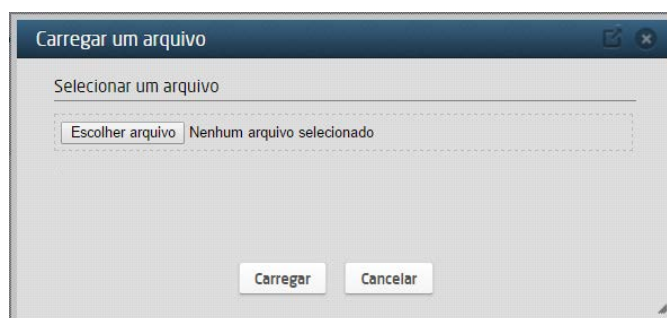 Carregar um arquivo
Selecionar um arquivo
Escolher arquivo Nenhum arquivo selecionado
Carregar Cancelar